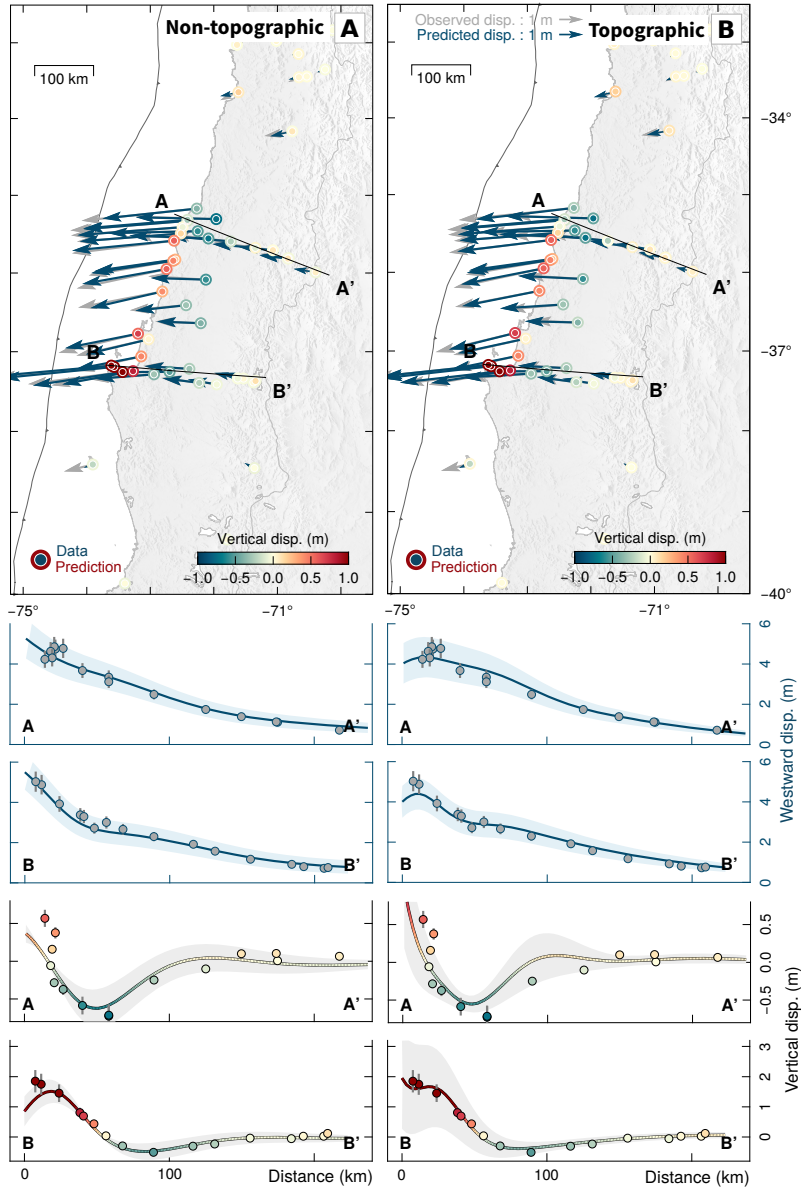 Non-topographic A
Observed disp. : 1 m
Predicted disp. : 1 m
Topographic B
100 km
100 km
−34°
A
A
A'
A'
−37°
B
B
B'
B'
Vertical disp. (m)
Vertical disp. (m)
Data
Prediction
−1.0 −0.5 0.0 0.5 1.0
Data
Prediction
−1.0 −0.5 0.0 0.5 1.0
−40°
−75° −71° −75° −71°
6
4
2
0
A A' A A'
Westward disp. (m)
6
4
2
0
B B' B B'
0.5
0.0
−0.5
A A' A A'
Vertical disp. (m)
3
2
1
0
B B' B B'
0 100 Distance (km) 0 100 Distance (km)